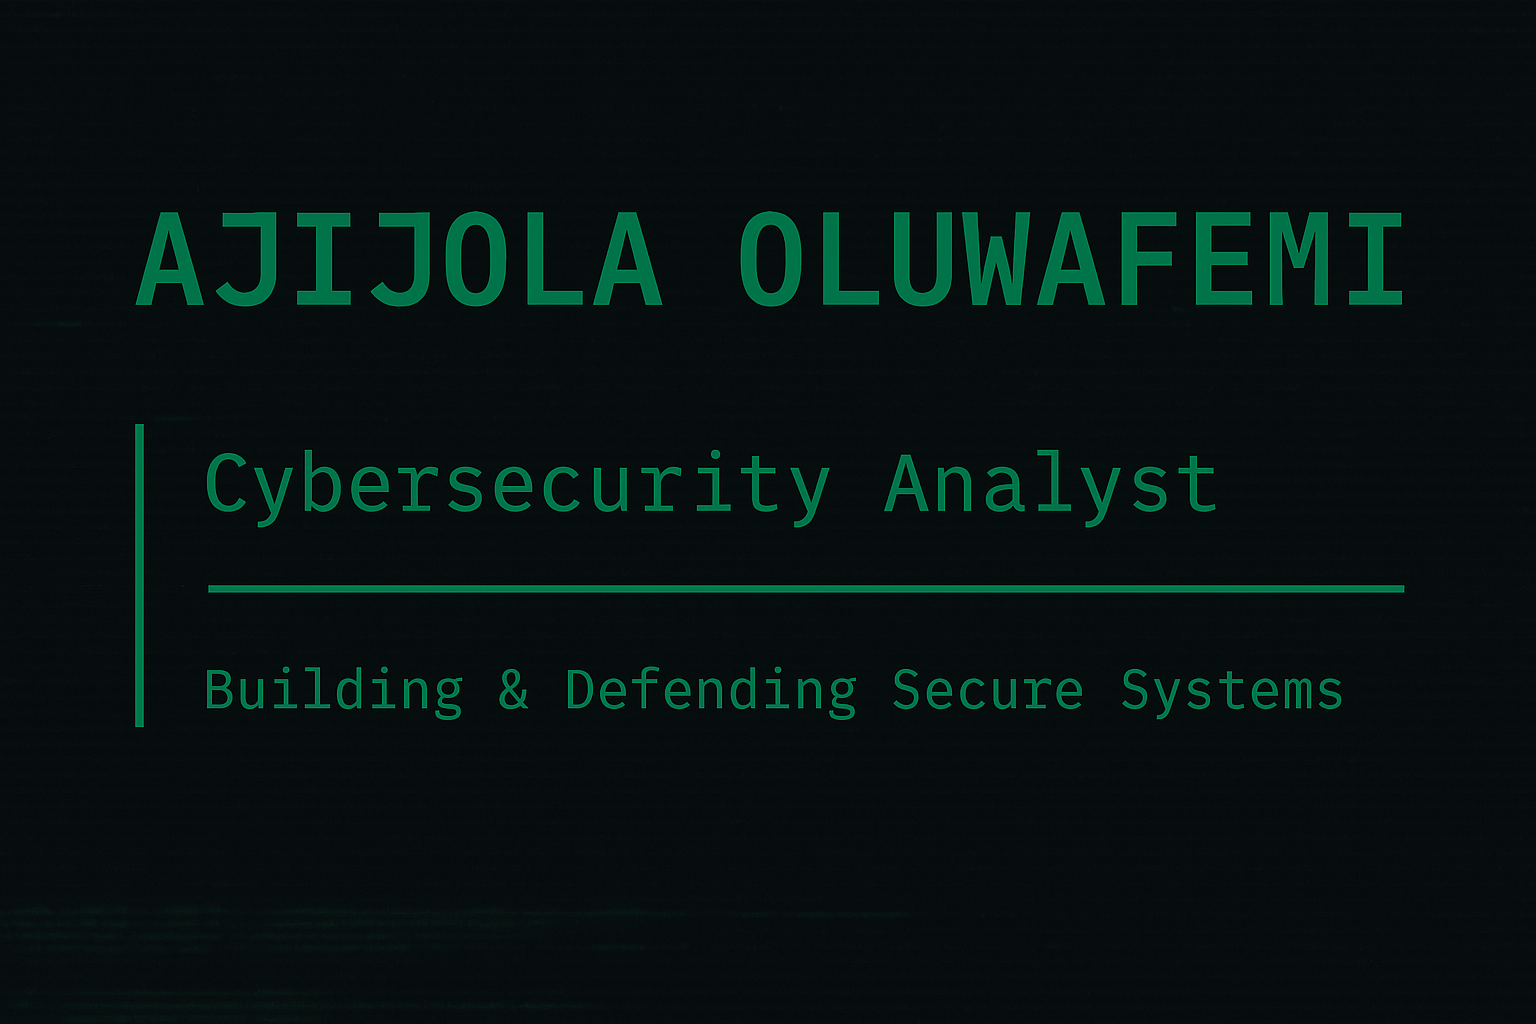 AJIJOLA OLUWAFEMI
Cybersecurity Analyst
Building & Defending Secure Systems